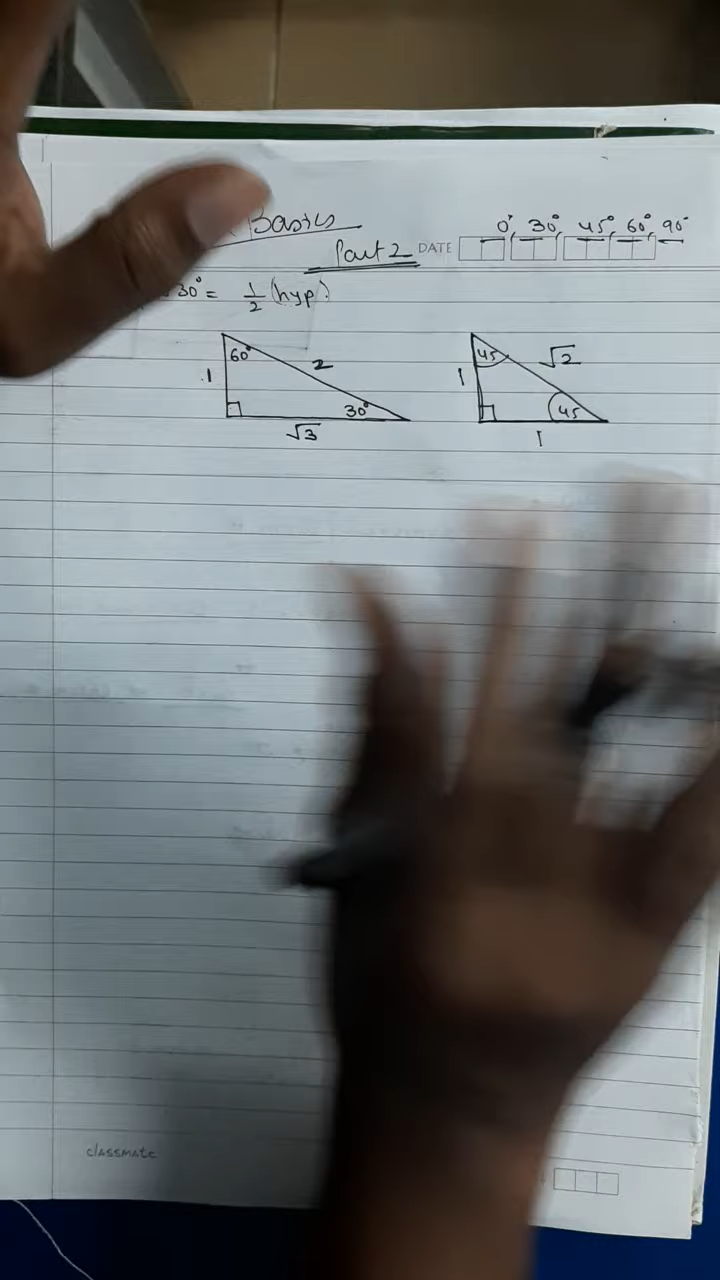 Basics
Part 2 DATE 0°, 30°, 45°, 60°, 90°
30° = 1/2 (hyp)
60° 2 45 √2
1 1
30° 45
√3 1
classmate